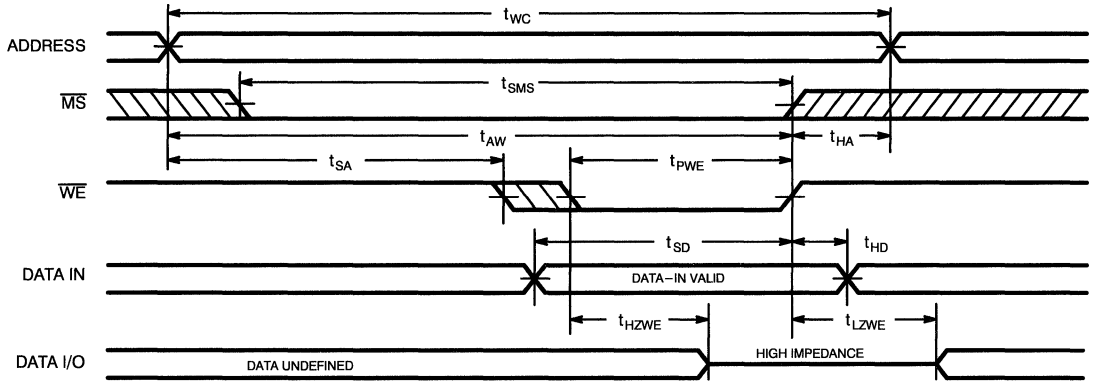 tWC
ADDRESS
tSMS
MS
tAW
tHA
tSA
tPWE
WE
tSD
tHD
DATA IN
DATA-IN VALID
tHZWE
tLZWE
DATA I/O
DATA UNDEFINED
HIGH IMPEDANCE